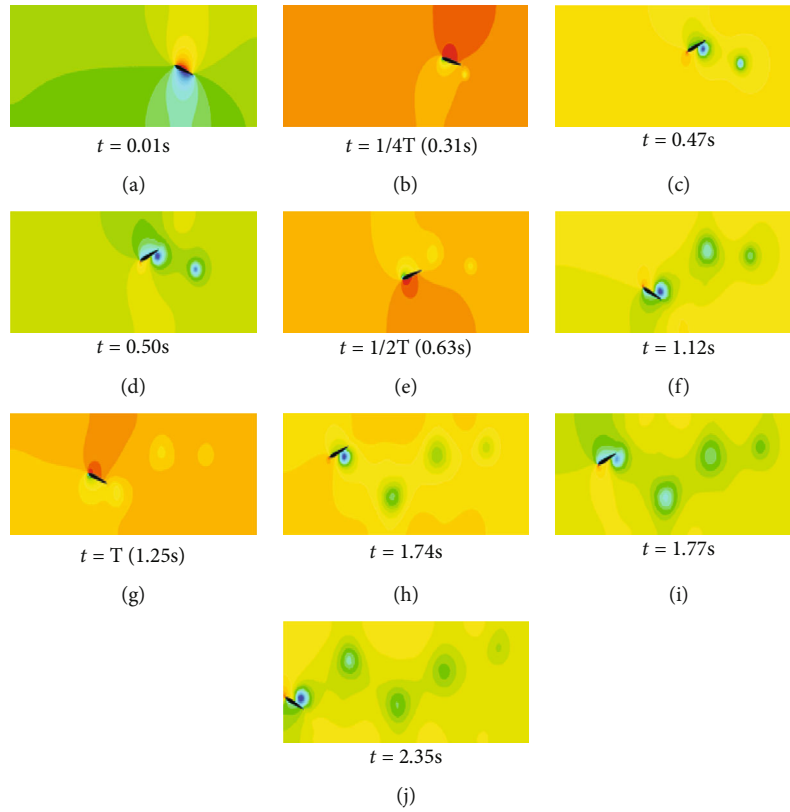 t = 0.01s
(a)
t = 1/4T (0.31s)
(b)
t = 0.47s
(c)
t = 0.50s
(d)
t = 1/2T (0.63s)
(e)
t = 1.12s
(f)
t = T (1.25s)
(g)
t = 1.74s
(h)
t = 1.77s
(i)
t = 2.35s
(j)